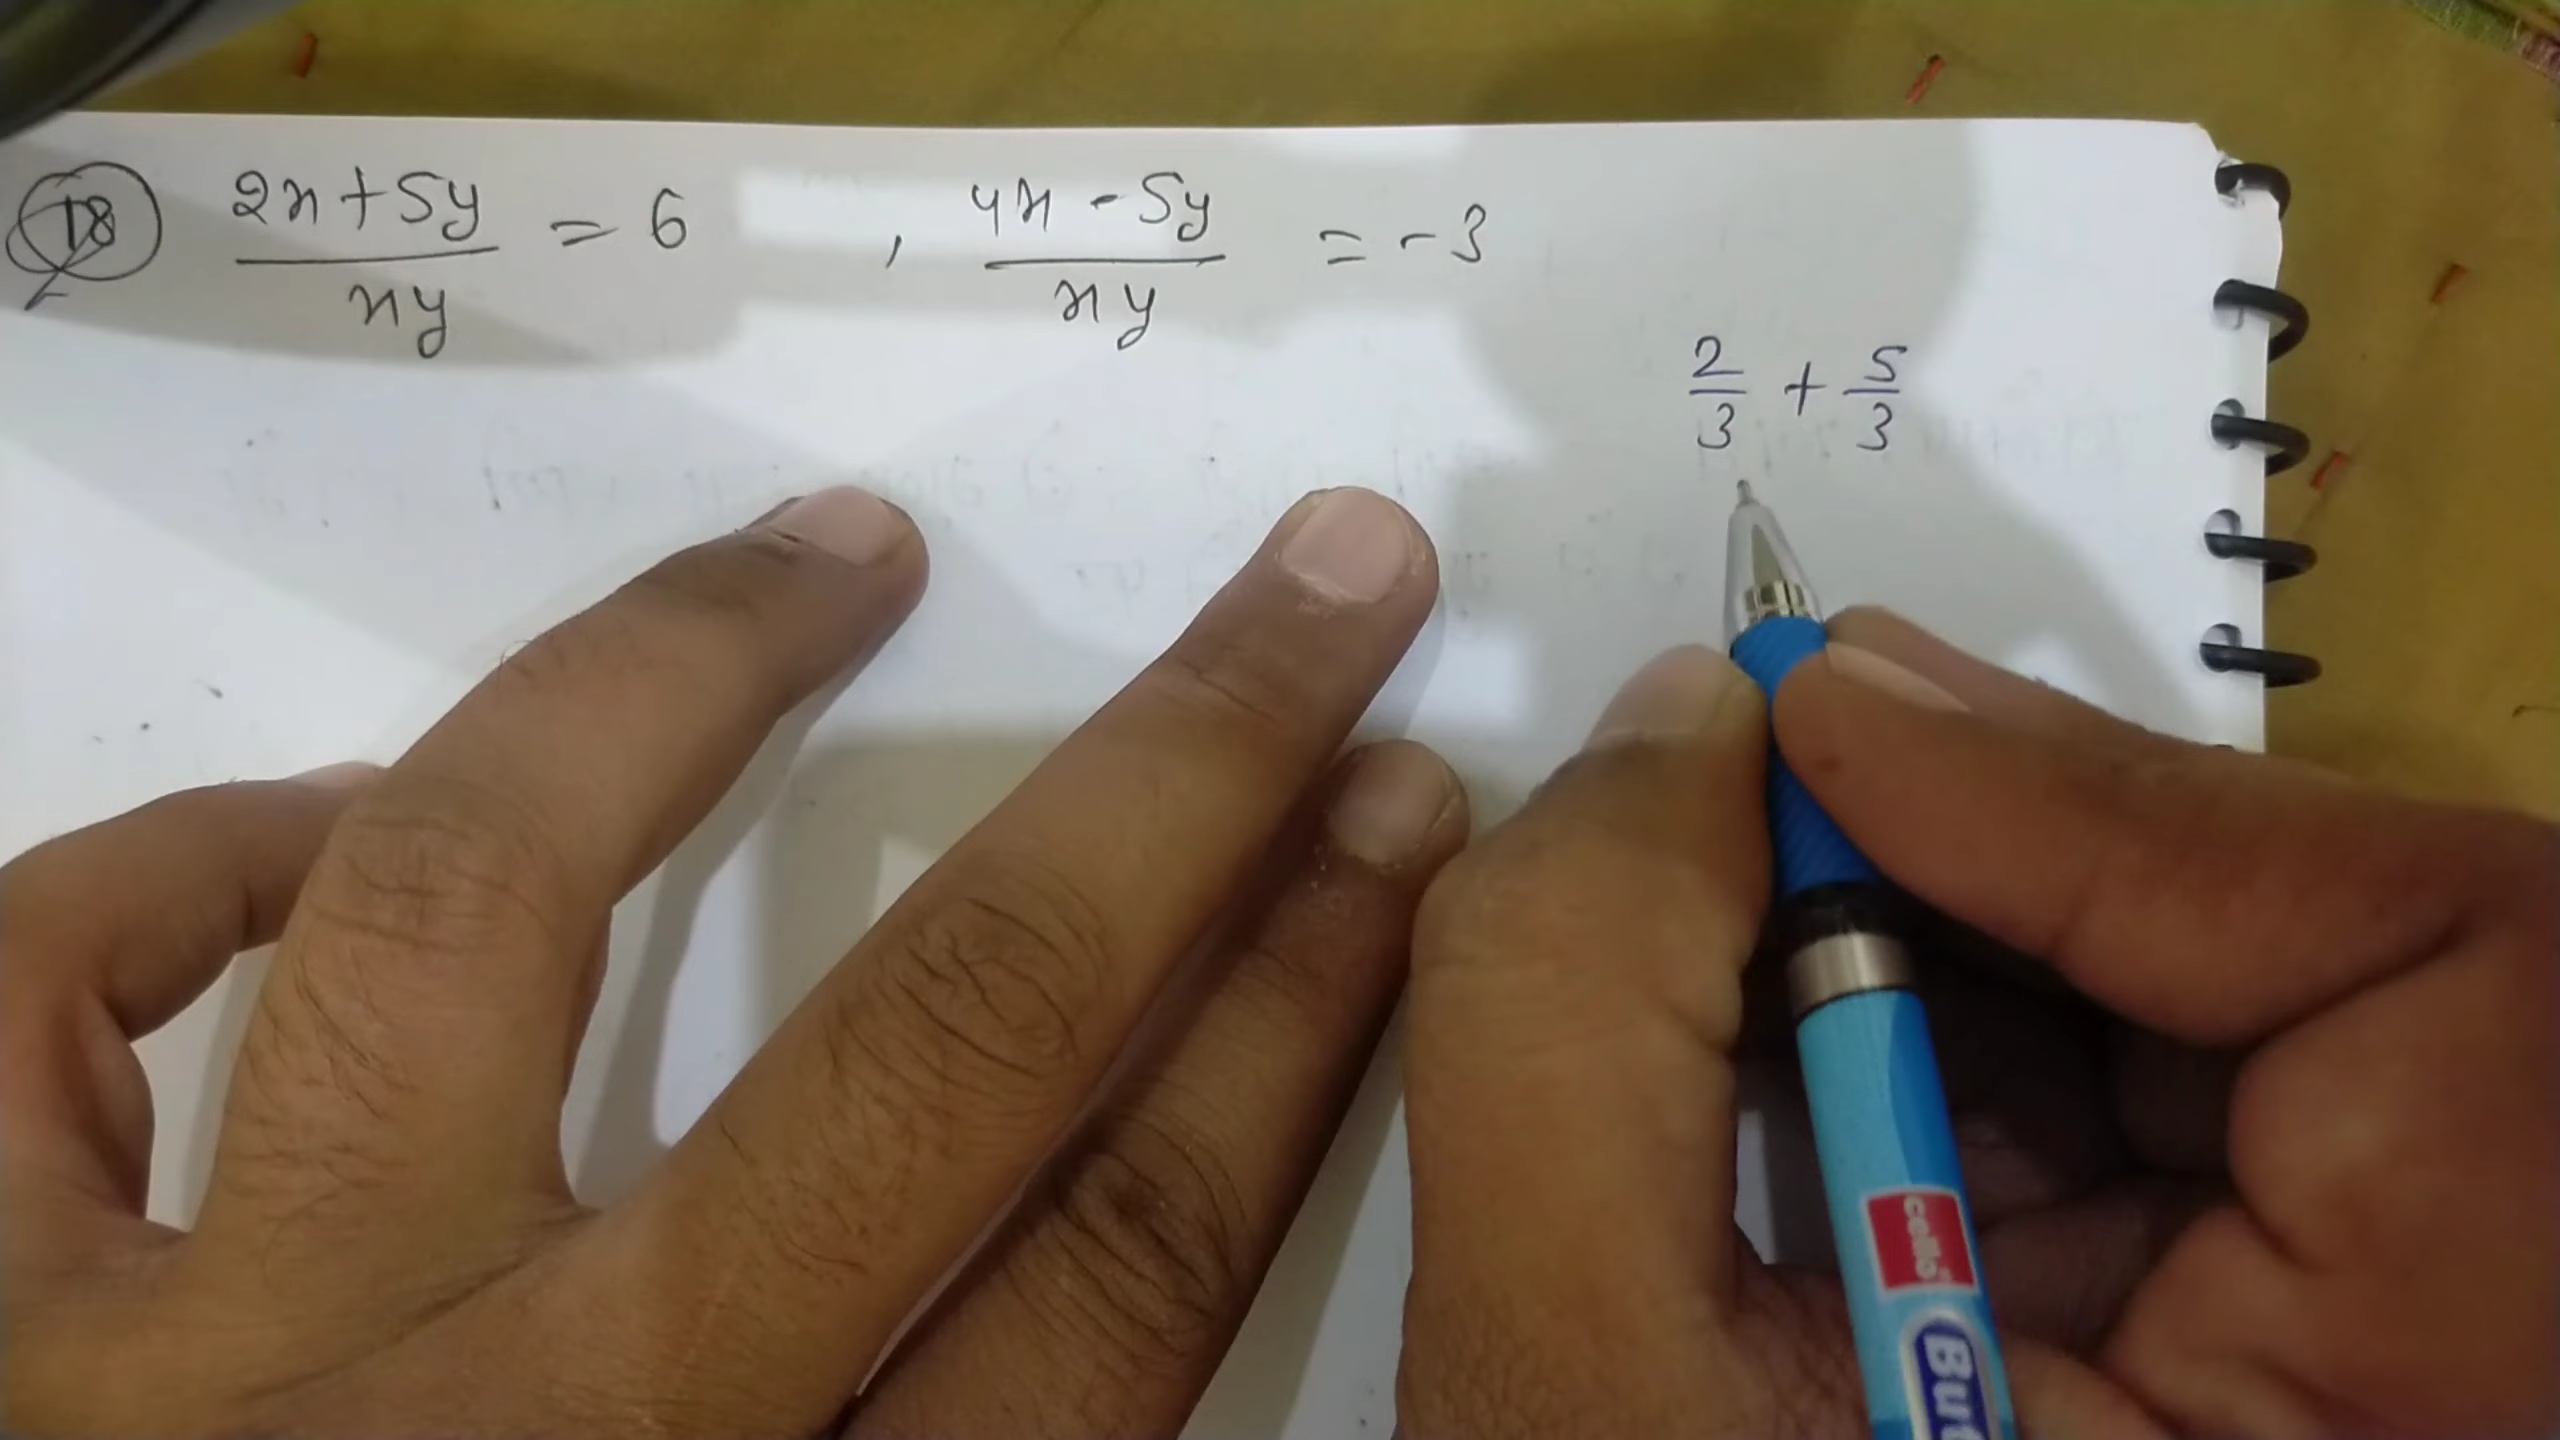 18 (2x+5y)/(xy) = 6 , (4x-5y)/(xy) = -3
2/3 + 5/3
cello
But